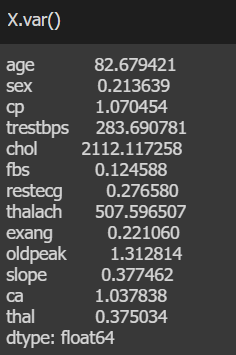 X.var()
age 82.679421
sex 0.213639
cp 1.070454
trestbps 283.690781
chol 2112.117258
fbs 0.124588
restecg 0.276580
thalach 507.596507
exang 0.221060
oldpeak 1.312814
slope 0.377462
ca 1.037838
thal 0.375034
dtype: float64